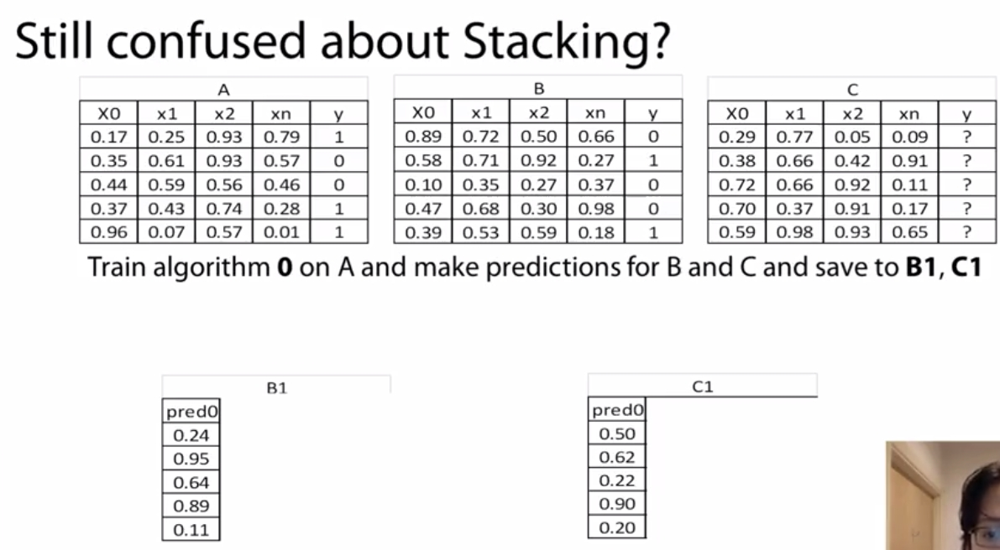 Still confused about Stacking?
A
X0 x1 x2 xn y
0.17 0.25 0.93 0.79 1
0.35 0.61 0.93 0.57 0
0.44 0.59 0.56 0.46 0
0.37 0.43 0.74 0.28 1
0.96 0.07 0.57 0.01 1
B
X0 x1 x2 xn y
0.89 0.72 0.50 0.66 0
0.58 0.71 0.92 0.27 1
0.10 0.35 0.27 0.37 0
0.47 0.68 0.30 0.98 0
0.39 0.53 0.59 0.18 1
C
X0 x1 x2 xn y
0.29 0.77 0.05 0.09 ?
0.38 0.66 0.42 0.91 ?
0.72 0.66 0.92 0.11 ?
0.70 0.37 0.91 0.17 ?
0.59 0.98 0.93 0.65 ?
Train algorithm 0 on A and make predictions for B and C and save to B1, C1
B1
pred0
0.24
0.95
0.64
0.89
0.11
C1
pred0
0.50
0.62
0.22
0.90
0.20